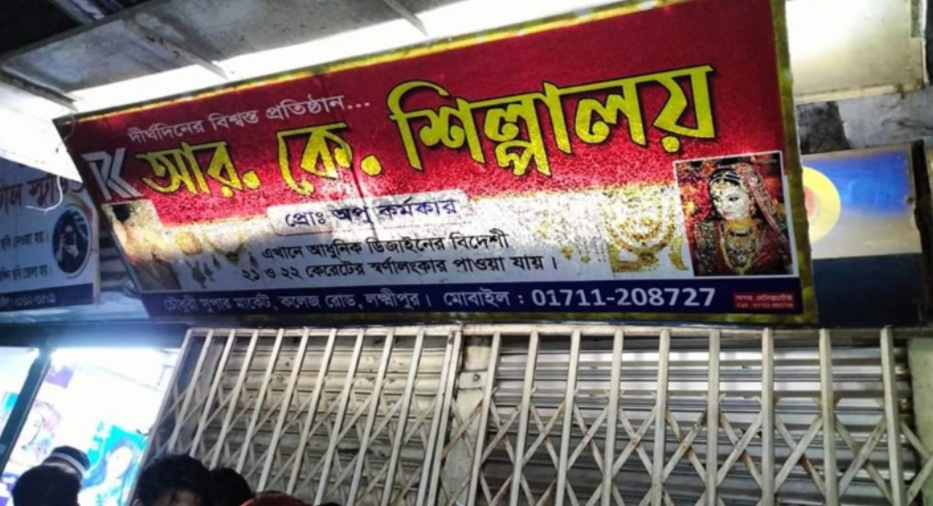 দীর্ঘদিনের বিশ্বস্ত প্রতিষ্ঠান...
RK আর. কে. শিল্পালয়
প্রোঃ অপু কর্মকার
এখানে আধুনিক ডিজাইনের বিদেশী
২১ ও ২২ কেরেটের স্বর্ণালংকার পাওয়া যায়।
চৌধুরী সুপার মার্কেট, কলেজ রোড, লক্ষ্মীপুর। মোবাইল : 01711-208727